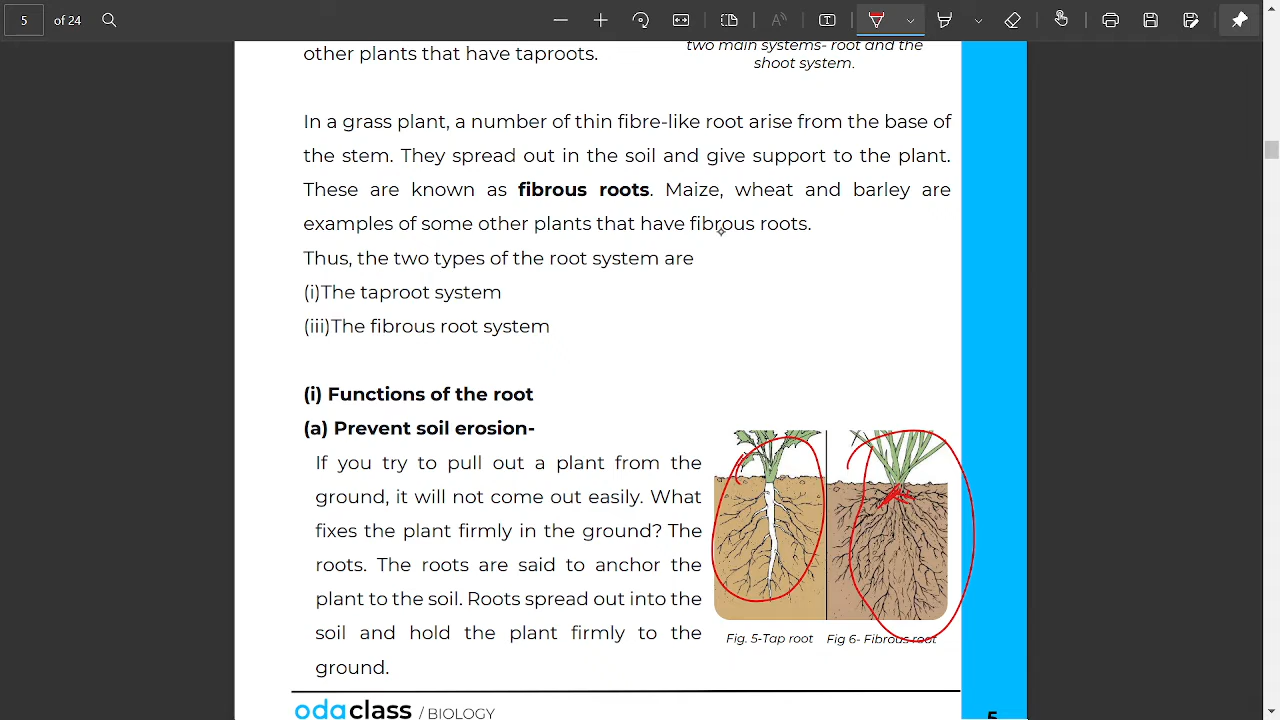 5 of 24
other plants that have taproots.
two main systems- root and the
shoot system.
In a grass plant, a number of thin fibre-like root arise from the base of
the stem. They spread out in the soil and give support to the plant.
These are known as fibrous roots. Maize, wheat and barley are
examples of some other plants that have fibrous roots.
Thus, the two types of the root system are
(i)The taproot system
(iii)The fibrous root system
(i) Functions of the root
(a) Prevent soil erosion-
If you try to pull out a plant from the
ground, it will not come out easily. What
fixes the plant firmly in the ground? The
roots. The roots are said to anchor the
plant to the soil. Roots spread out into the
soil and hold the plant firmly to the
ground.
Fig. 5-Tap root
Fig 6- Fibrous root
odaclass / BIOLOGY
5